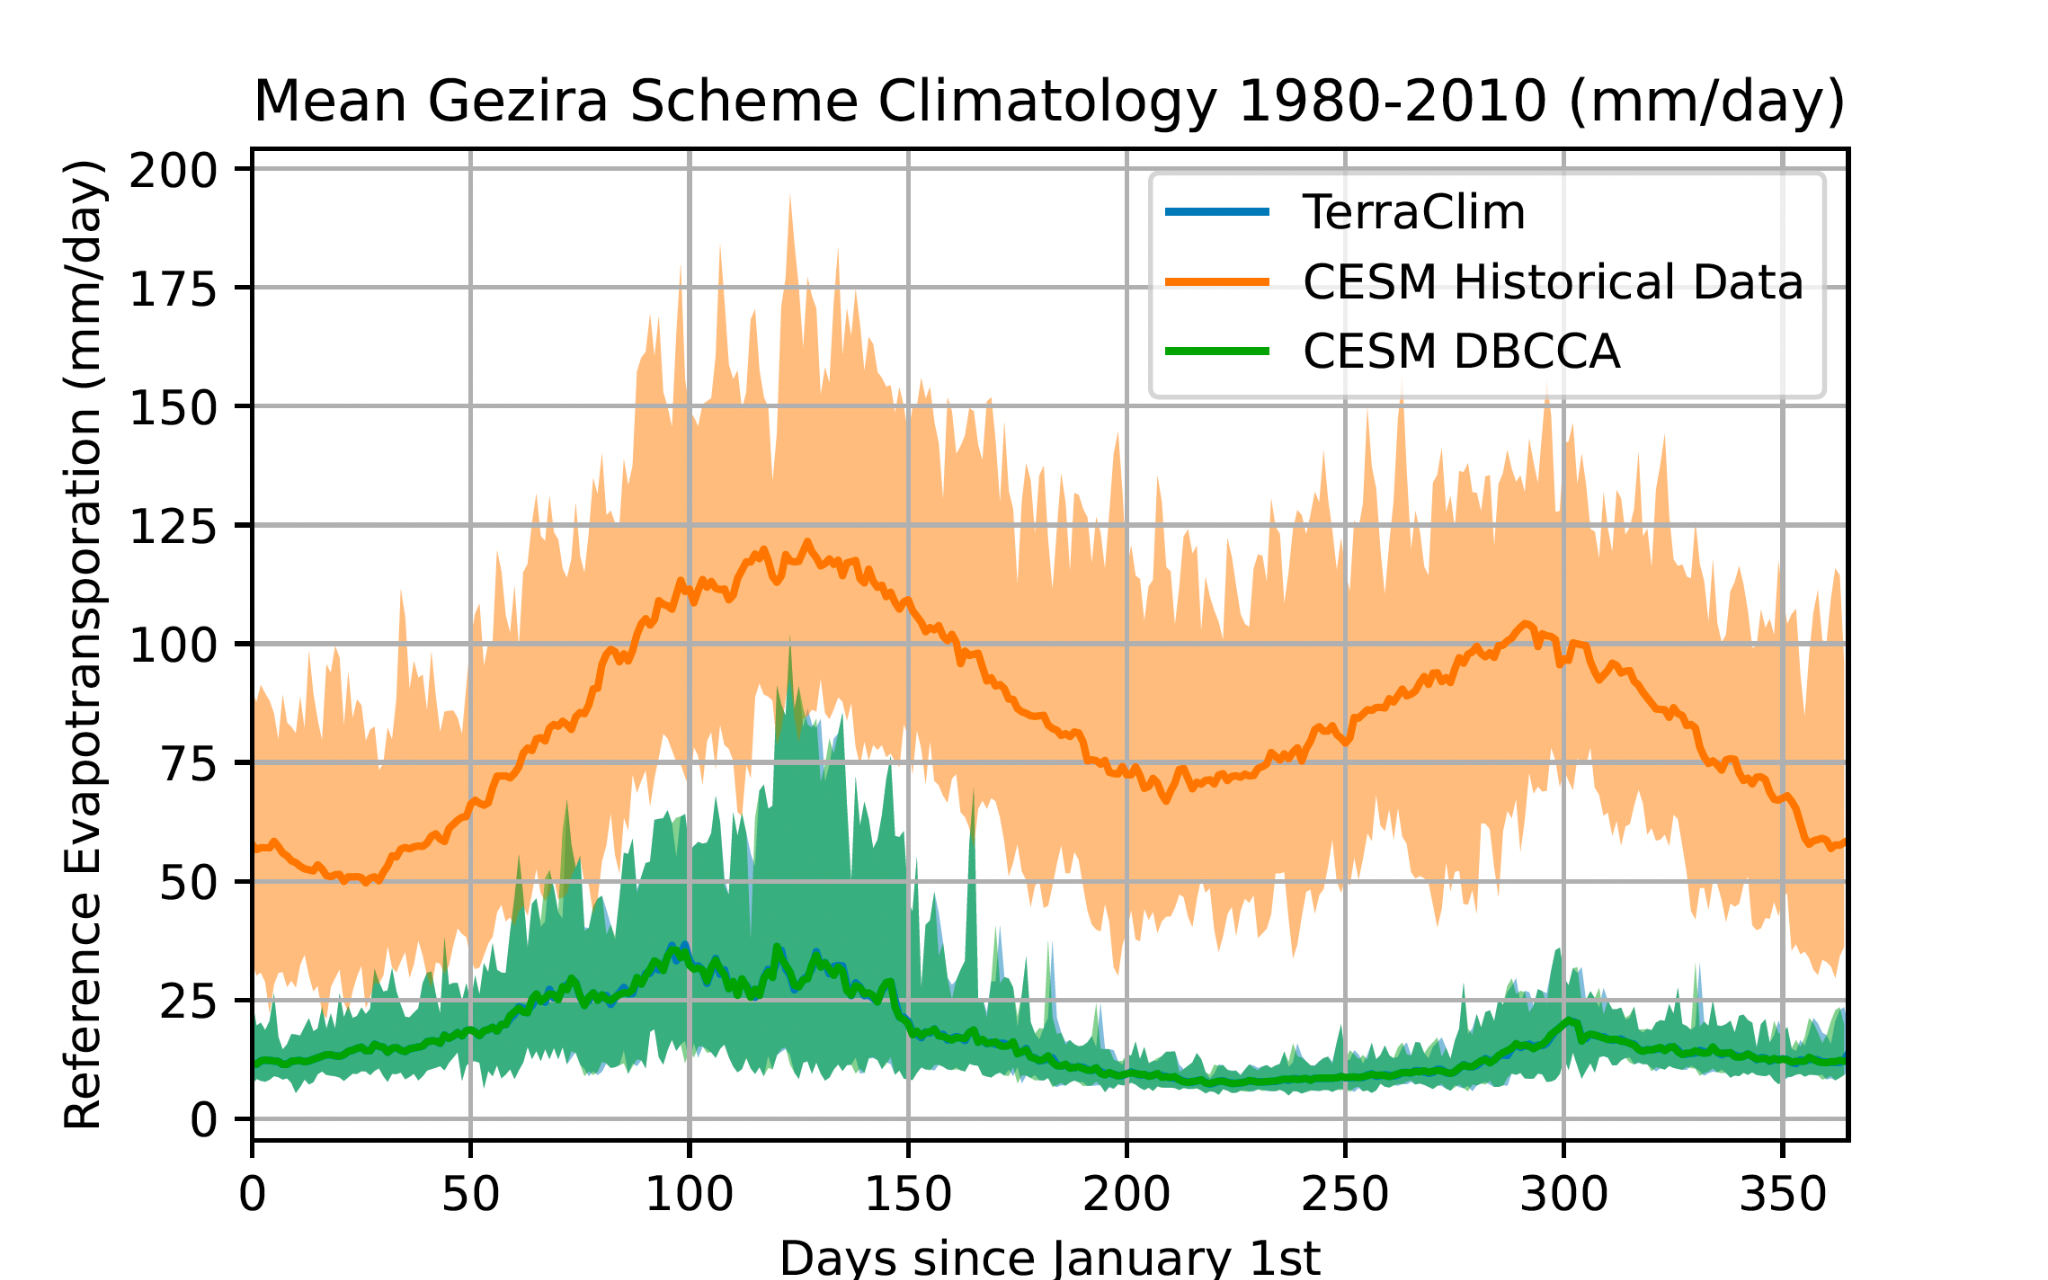 Mean Gezira Scheme Climatology 1980-2010 (mm/day)
Reference Evapotransporation (mm/day)
200
175
150
125
100
75
50
25
0
TerraClim
CESM Historical Data
CESM DBCCA
0 50 100 150 200 250 300 350
Days since January 1st